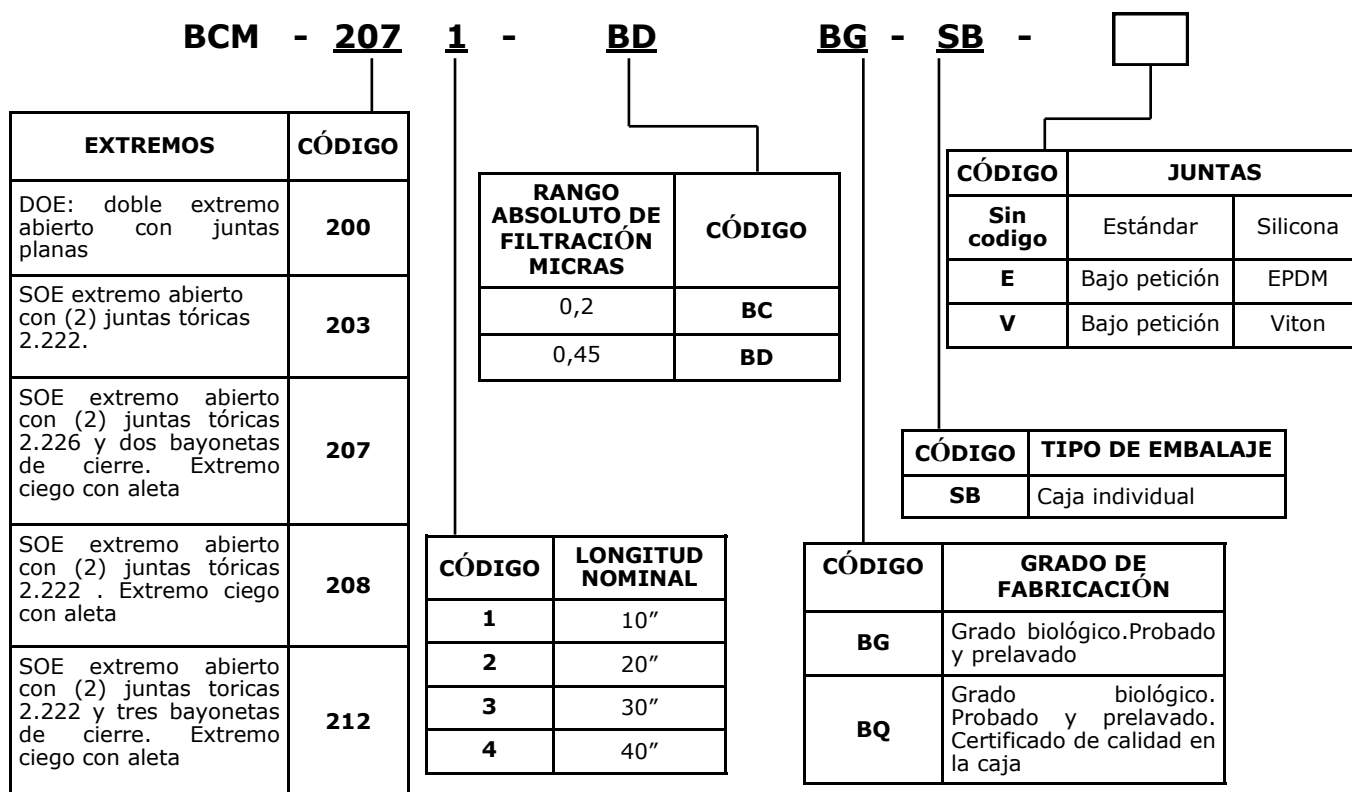 BCM - 207 1 - BD BG - SB -
EXTREMOS CÓDIGO
DOE: doble extremo
abierto con juntas
planas
200
SOE extremo abierto
con (2) juntas tóricas
2.222.
203
SOE extremo abierto
con (2) juntas tóricas
2.226 y dos bayonetas
de cierre. Extremo
ciego con aleta
207
SOE extremo abierto
con (2) juntas tóricas
2.222 . Extremo ciego
con aleta
208
SOE extremo abierto
con (2) juntas toricas
2.222 y tres bayonetas
de cierre. Extremo
ciego con aleta
212
CÓDIGO
LONGITUD
NOMINAL
1 10″
2 20″
3 30″
4 40″
RANGO
ABSOLUTO DE
FILTRACIÓN
MICRAS
CÓDIGO
0,2 BC
0,45 BD
CÓDIGO JUNTAS
Sin
codigo
Estándar Silicona
E Bajo petición EPDM
V Bajo petición Viton
CÓDIGO TIPO DE EMBALAJE
SB Caja individual
CÓDIGO
GRADO DE
FABRICACIÓN
BG
Grado biológico.Probado
y prelavado
BQ
Grado biológico.
Probado y prelavado.
Certificado de calidad en
la caja